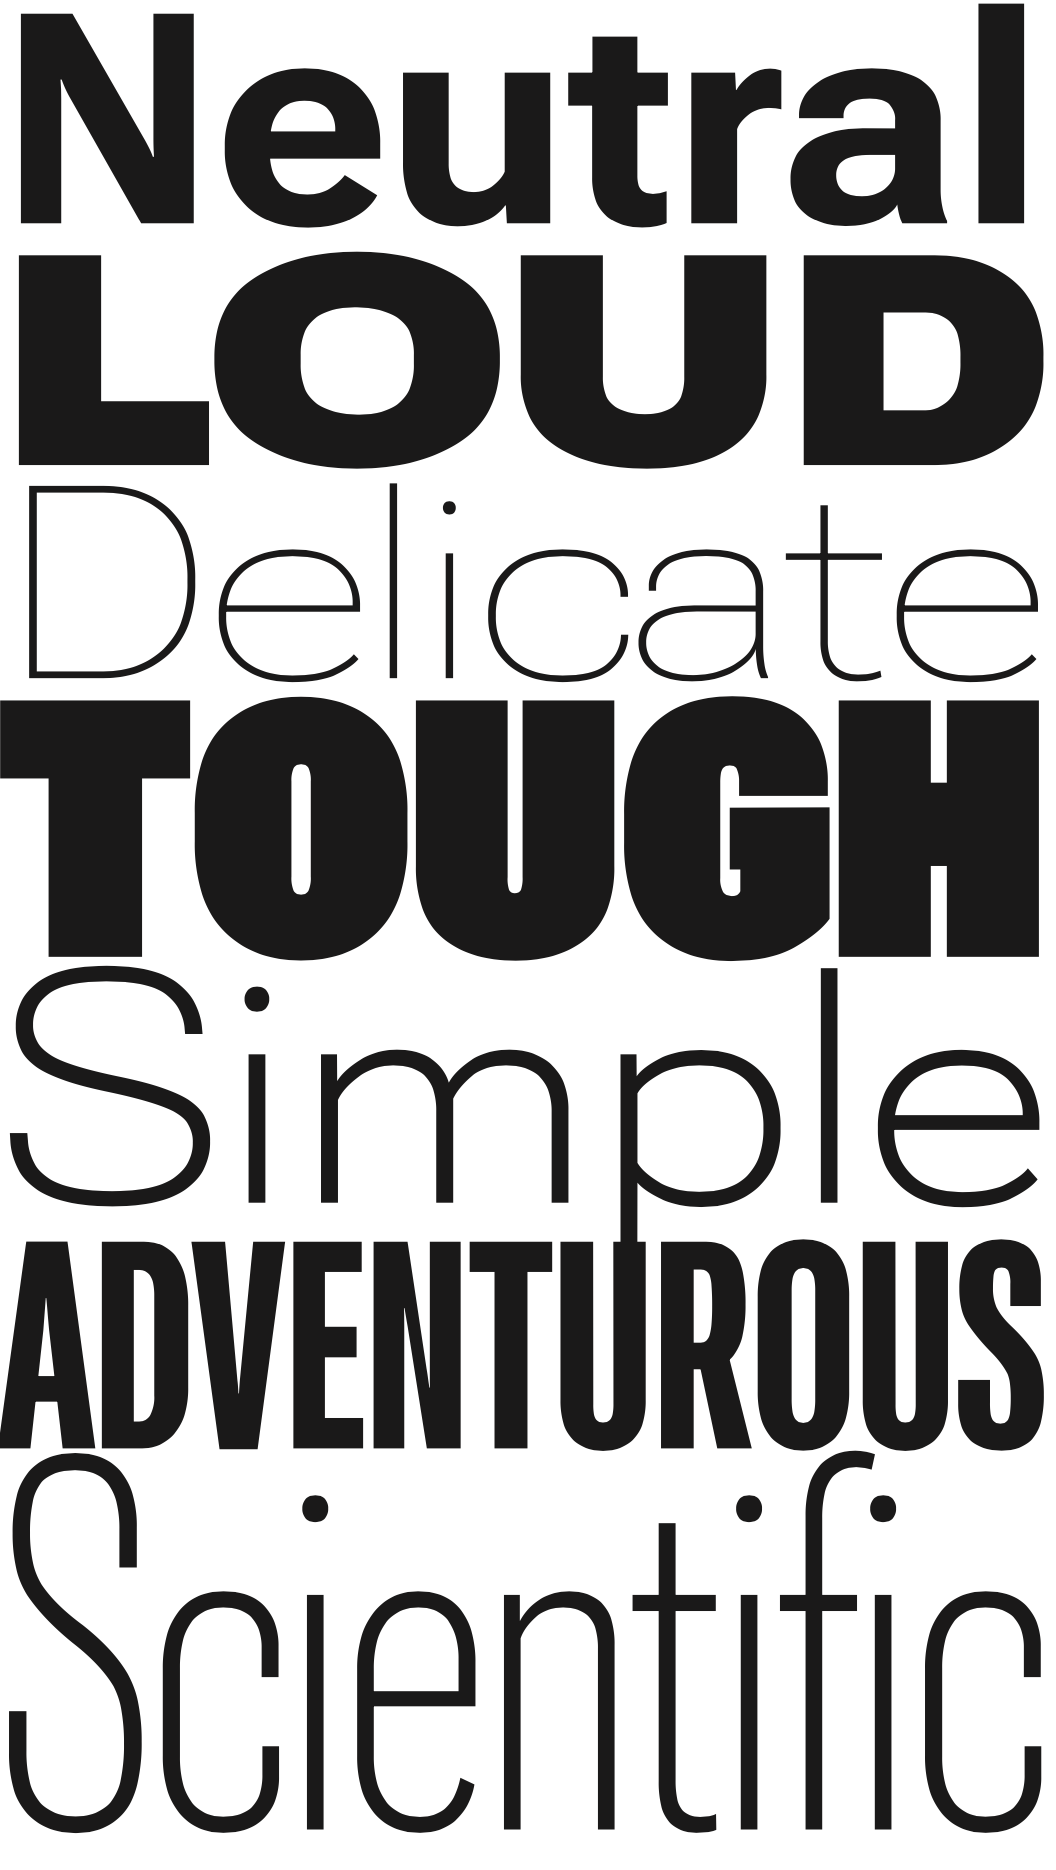 Neutral
LOUD
Delicate
TOUGH
Simple
ADVENTUROUS
Scientific